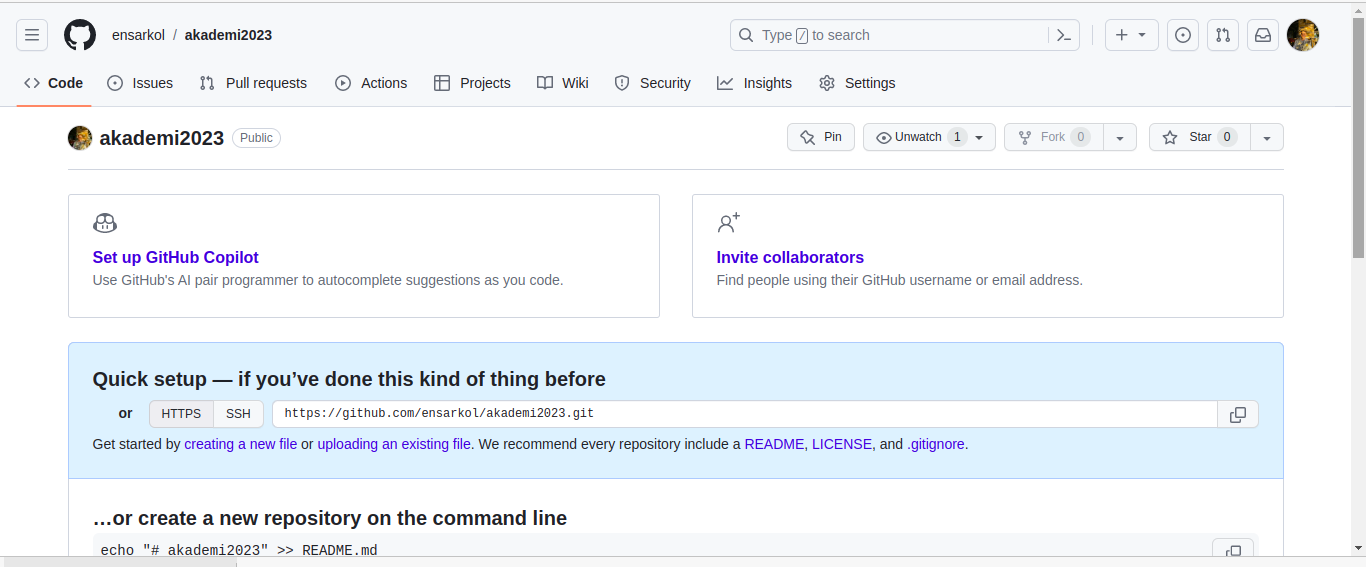 ensarkol / akademi2023
Type / to search
Code Issues Pull requests Actions Projects Wiki Security Insights Settings
akademi2023 Public
Pin Unwatch 1 Fork 0 Star 0
Set up GitHub Copilot
Use GitHub's AI pair programmer to autocomplete suggestions as you code.
Invite collaborators
Find people using their GitHub username or email address.
Quick setup — if you’ve done this kind of thing before
or HTTPS SSH https://github.com/ensarkol/akademi2023.git
Get started by creating a new file or uploading an existing file. We recommend every repository include a README, LICENSE, and .gitignore.
…or create a new repository on the command line
echo "# akademi2023" >> README.md